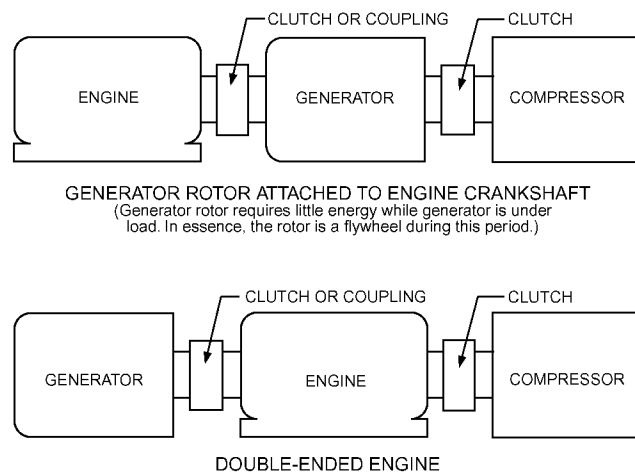 CLUTCH OR COUPLING
CLUTCH
ENGINE
GENERATOR
COMPRESSOR
GENERATOR ROTOR ATTACHED TO ENGINE CRANKSHAFT
(Generator rotor requires little energy while generator is under
load. In essence, the rotor is a flywheel during this period.)
CLUTCH OR COUPLING
CLUTCH
GENERATOR
ENGINE
COMPRESSOR
DOUBLE-ENDED ENGINE